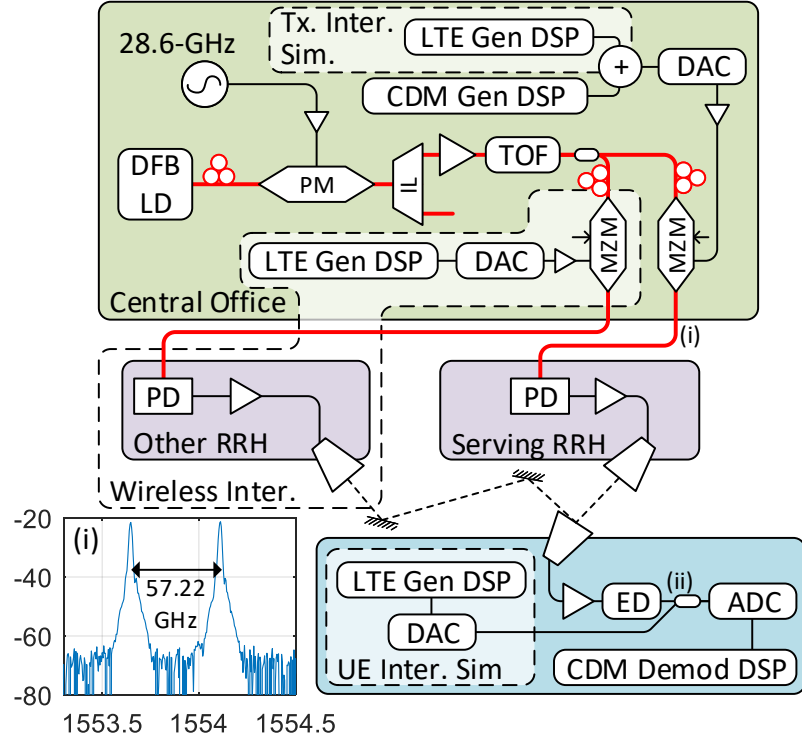 Tx. Inter.
Sim.
LTE Gen DSP
28.6-GHz
CDM Gen DSP
+
DAC
DFB
LD
PM
IL
TOF
MZM
MZM
LTE Gen DSP
DAC
Central Office
(i)
PD
Other RRH
PD
Serving RRH
Wireless Inter.
-20
-40
-60
-80
(i)
57.22
GHz
1553.5
1554
1554.5
LTE Gen DSP
DAC
UE Inter. Sim
ED
(ii)
ADC
CDM Demod DSP